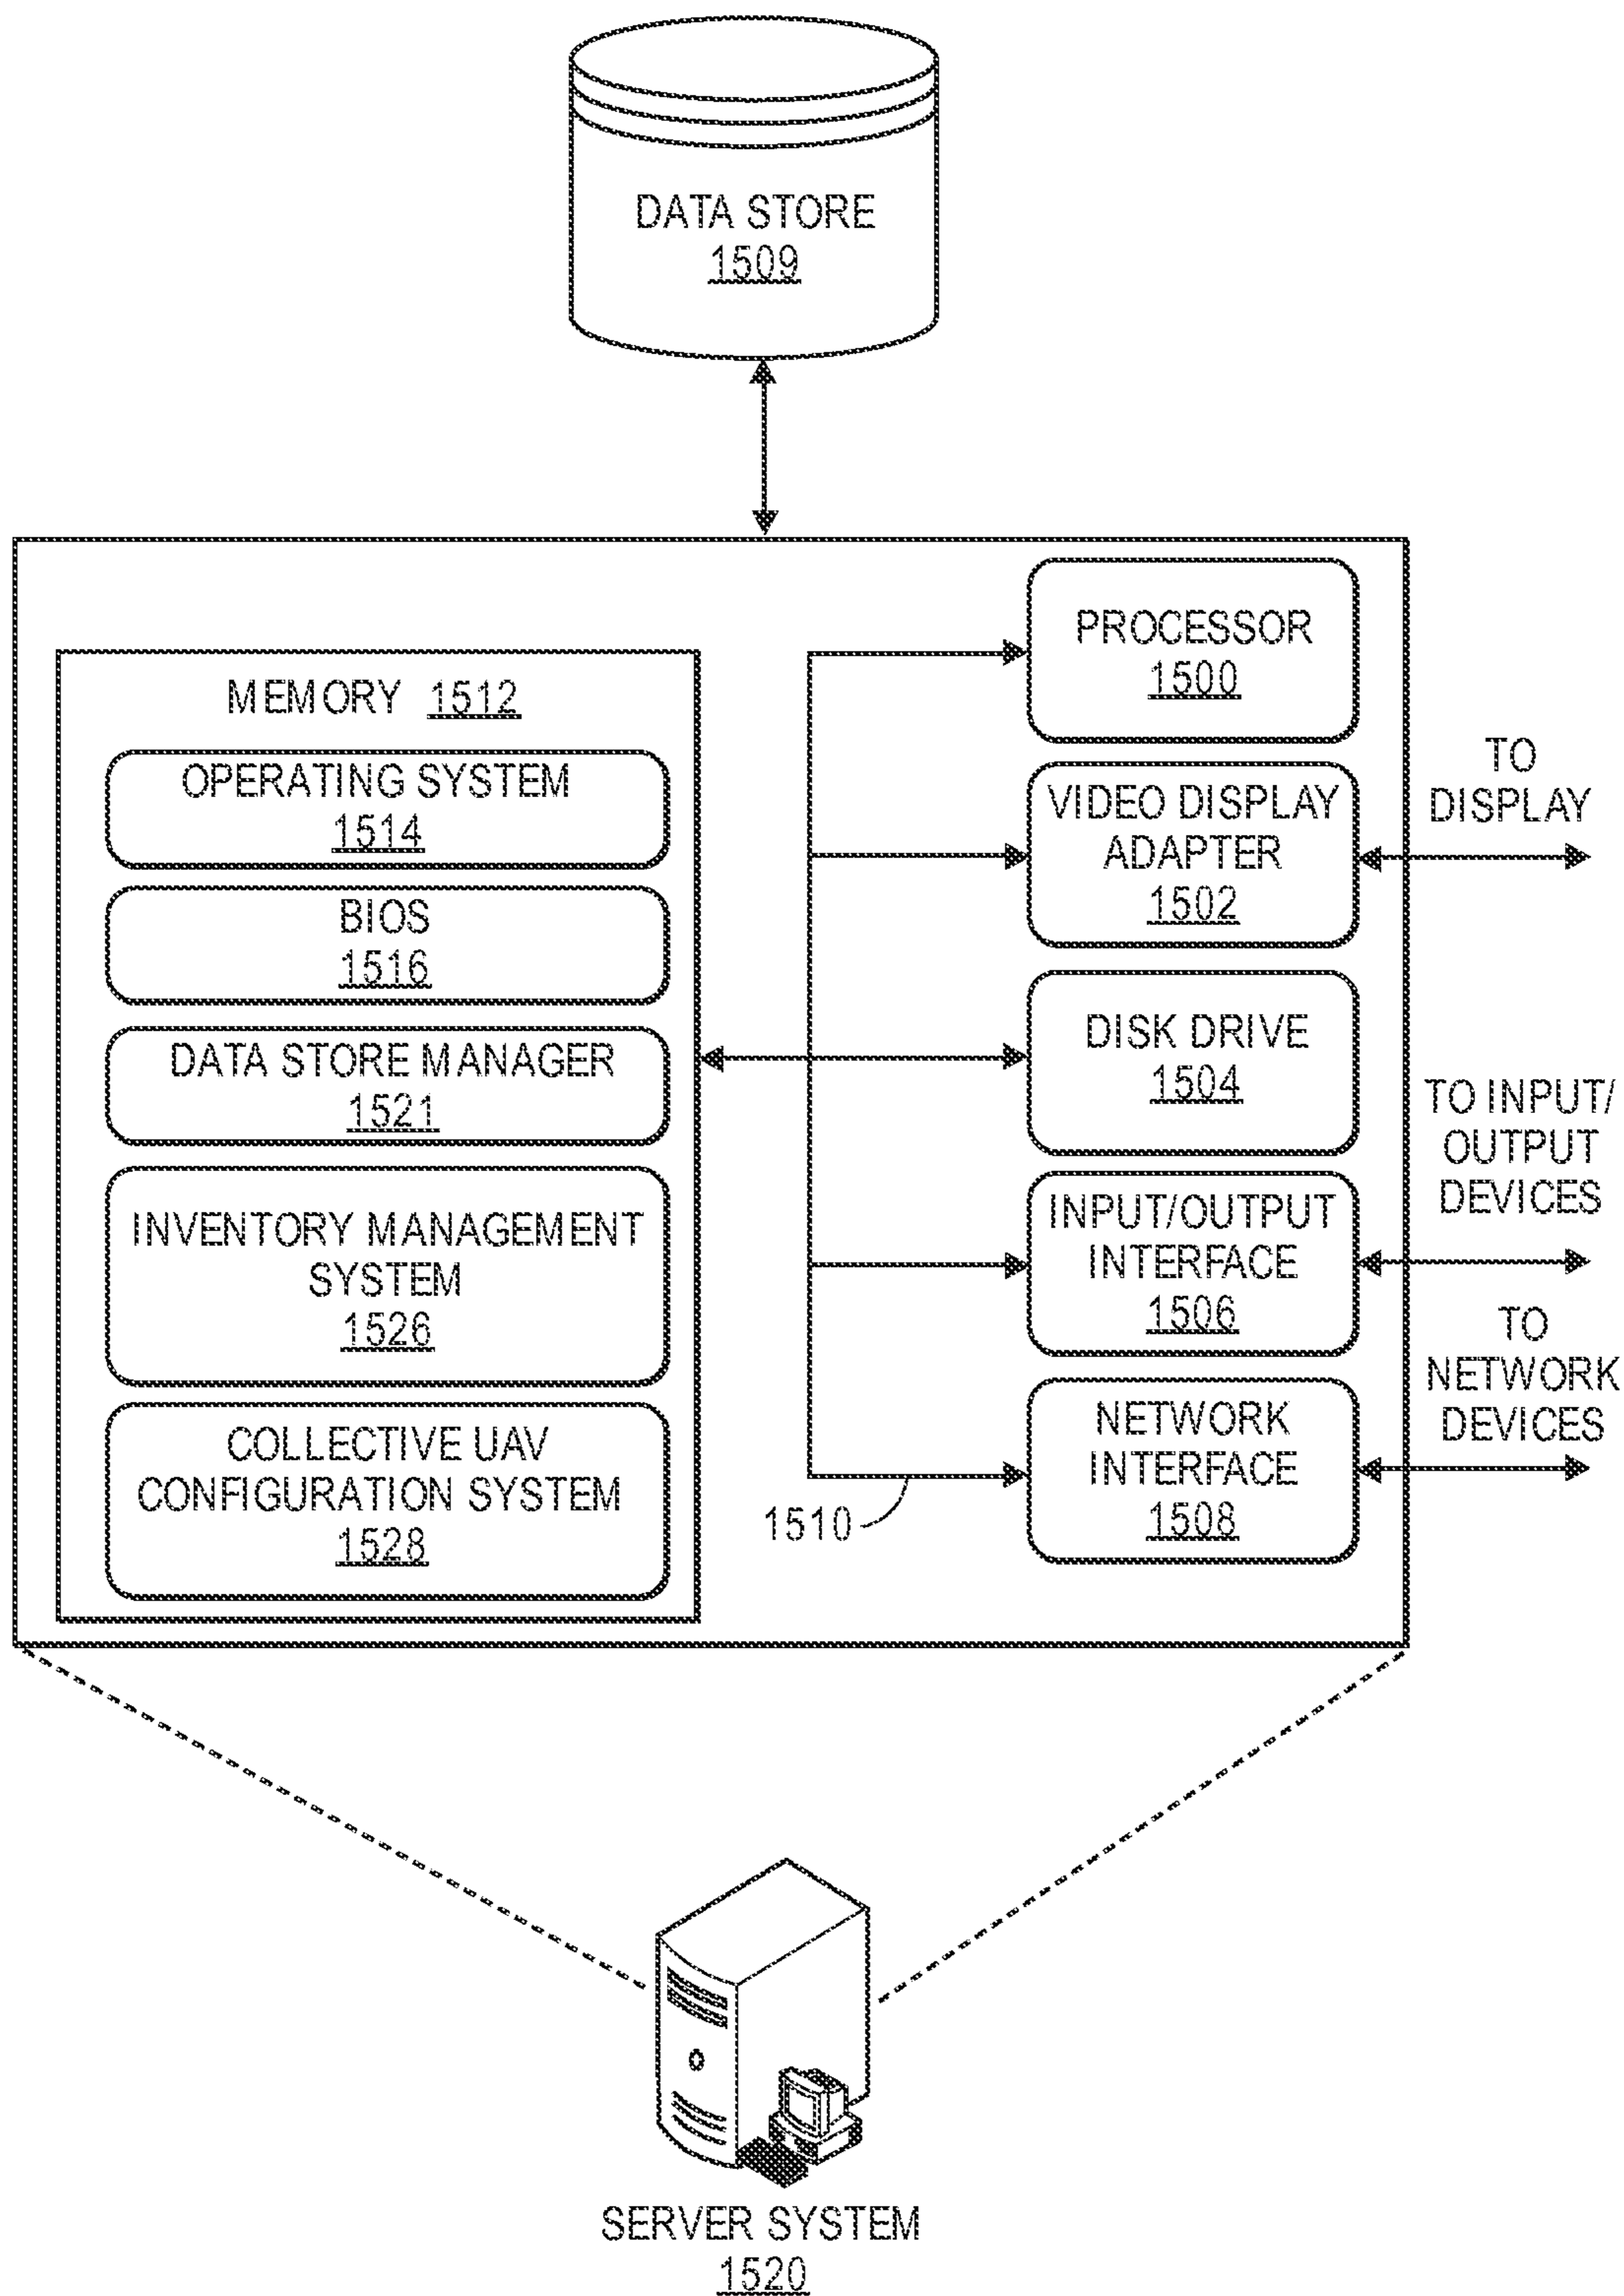 DATA STORE
1509
MEMORY 1512
OPERATING SYSTEM
1514
BIOS
1516
DATA STORE MANAGER
1521
INVENTORY MANAGEMENT
SYSTEM
1526
COLLECTIVE UAV
CONFIGURATION SYSTEM
1528
PROCESSOR
1500
VIDEO DISPLAY
ADAPTER
1502
DISK DRIVE
1504
INPUT/OUTPUT
INTERFACE
1506
NETWORK
INTERFACE
1508
1510
TO
DISPLAY
TO INPUT/
OUTPUT
DEVICES
TO
NETWORK
DEVICES
SERVER SYSTEM
1520